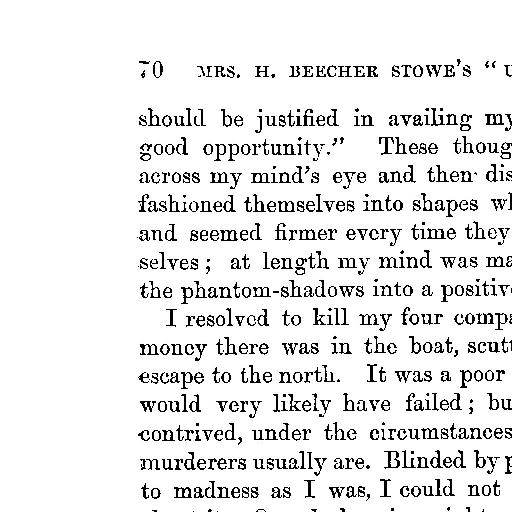 70 MRS. H. BEECHER STOWE'S "
should be justified in availing my
good opportunity." These thoug
across my mind's eye and then dis
fashioned themselves into shapes wh
and seemed firmer every time they
selves; at length my mind was ma
the phantom-shadows into a positiv
I resolved to kill my four compa
money there was in the boat, scutt
escape to the north. It was a poor
would very likely have failed; bu
contrived, under the circumstances
murderers usually are. Blinded by p
to madness as I was, I could not